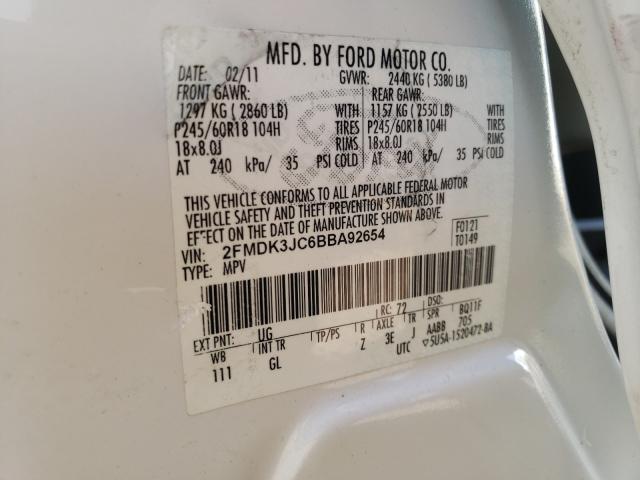 MFD. BY FORD MOTOR CO.
DATE: 02/11 GVWR: 2440 KG ( 5380 LB)
FRONT GAWR: REAR GAWR:
1297 KG ( 2860 LB) WITH 1157 KG ( 2550 LB) WITH
P245/60R18 104H TIRES P245/60R18 104H TIRES
18x8.0J RIMS 18x8.0J RIMS
AT 240 kPa/ 35 PSI COLD AT 240 kPa/ 35 PSI COLD
THIS VEHICLE CONFORMS TO ALL APPLICABLE FEDERAL MOTOR
VEHICLE SAFETY AND THEFT PREVENTION STANDARDS IN
EFFECT ON THE DATE OF MANUFACTURE SHOWN ABOVE.
VIN: 2FMDK3JC6BBA92654 F0121
TYPE: MPV T0149
EXT PNT: UG RC: 72 DSO:
W8 INT TR TP/PS R AXLE TR SPR BQ11F
111 GL Z 3E J AABB 705
UTC ▽5U5A-1520472-BA